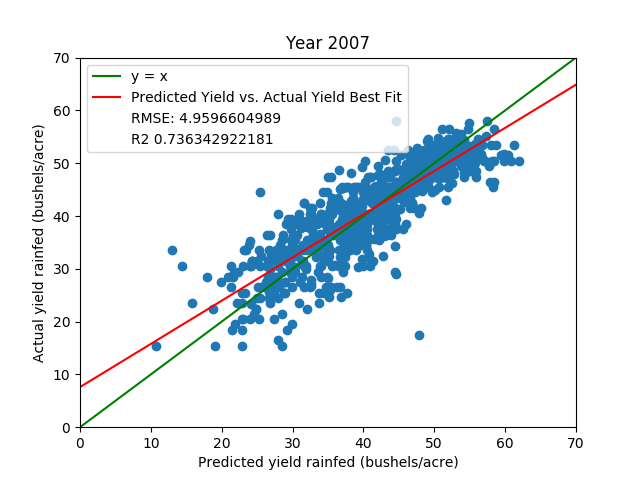 Year 2007
y = x
Predicted Yield vs. Actual Yield Best Fit
RMSE: 4.9596604989
R2 0.736342922181
70
60
50
40
30
20
10
0
Actual yield rainfed (bushels/acre)
0 10 20 30 40 50 60 70
Predicted yield rainfed (bushels/acre)